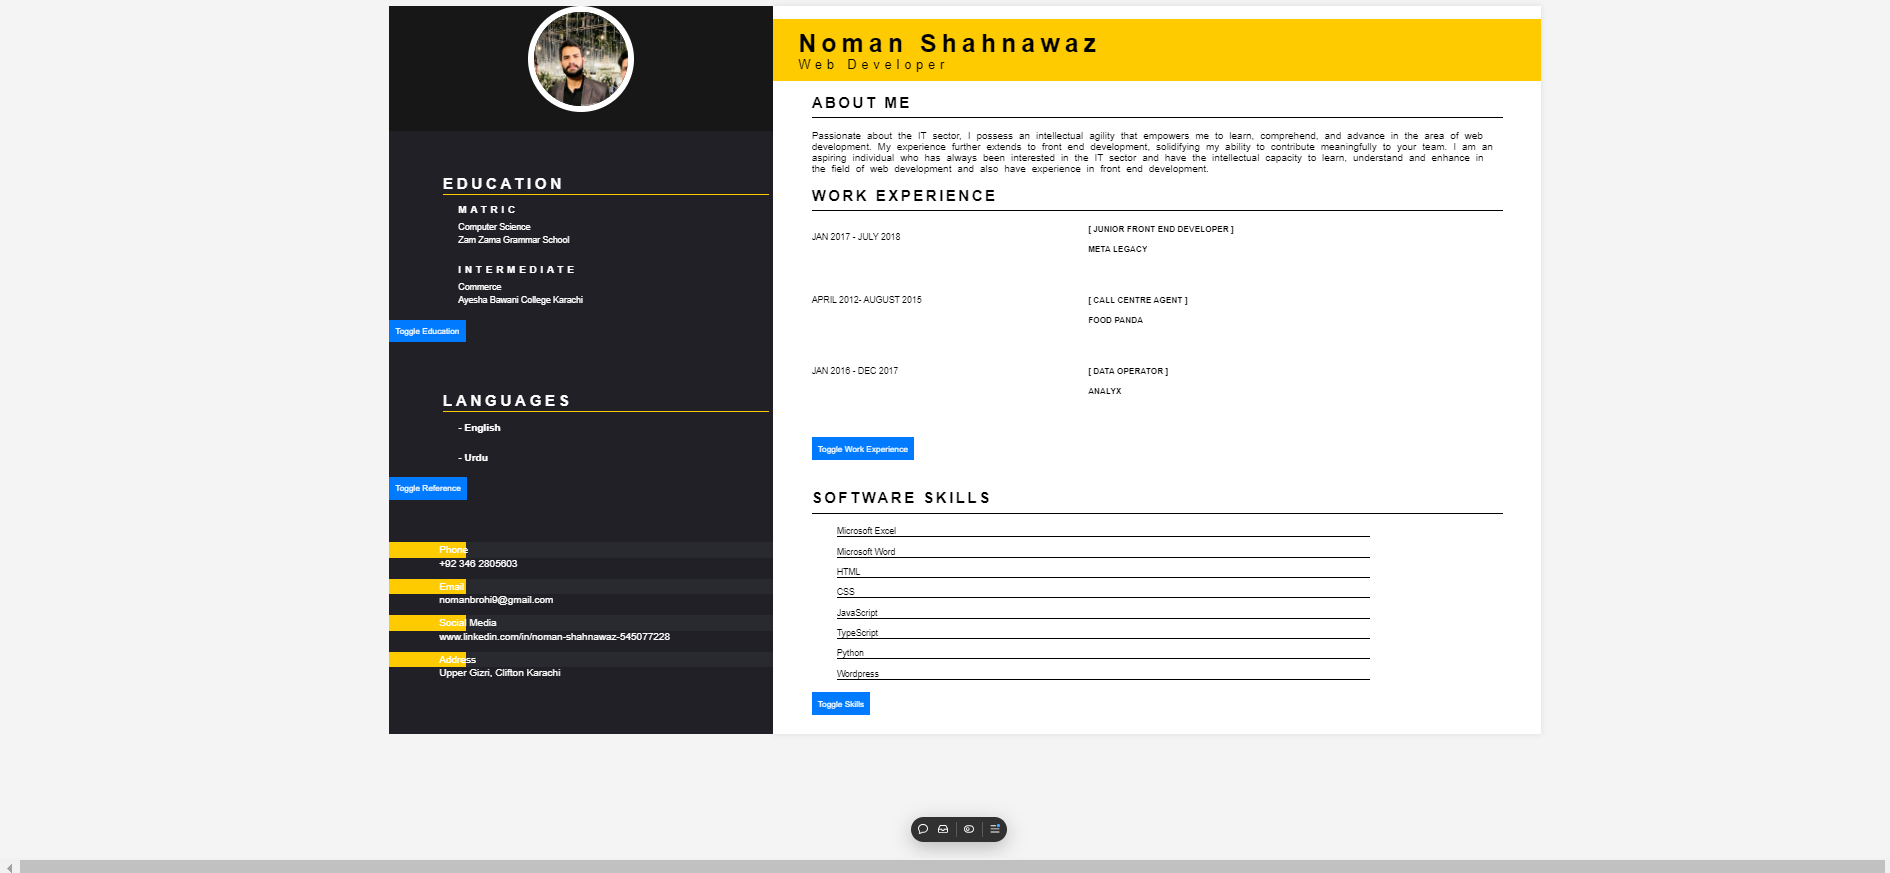 EDUCATION
MATRIC
Computer Science
Zam Zama Grammar School
INTERMEDIATE
Commerce
Ayesha Bawani College Karachi
Toggle Education
LANGUAGES
- English
- Urdu
Toggle Reference
Phone
+92 346 2805603
Email
nomanbrohi9@gmail.com
Social Media
www.linkedin.com/in/noman-shahnawaz-545077228
Address
Upper Gizri, Clifton Karachi
Noman Shahnawaz
Web Developer
ABOUT ME
Passionate about the IT sector, I possess an intellectual agility that empowers me to learn, comprehend, and advance in the area of web
development. My experience further extends to front end development, solidifying my ability to contribute meaningfully to your team. I am an
aspiring individual who has always been interested in the IT sector and have the intellectual capacity to learn, understand and enhance in
the field of web development and also have experience in front end development.
WORK EXPERIENCE
JAN 2017 - JULY 2018
[ JUNIOR FRONT END DEVELOPER ]
META LEGACY
APRIL 2012- AUGUST 2015
[ CALL CENTRE AGENT ]
FOOD PANDA
JAN 2016 - DEC 2017
[ DATA OPERATOR ]
ANALYX
Toggle Work Experience
SOFTWARE SKILLS
Microsoft Excel
Microsoft Word
HTML
CSS
JavaScript
TypeScript
Python
Wordpress
Toggle Skills